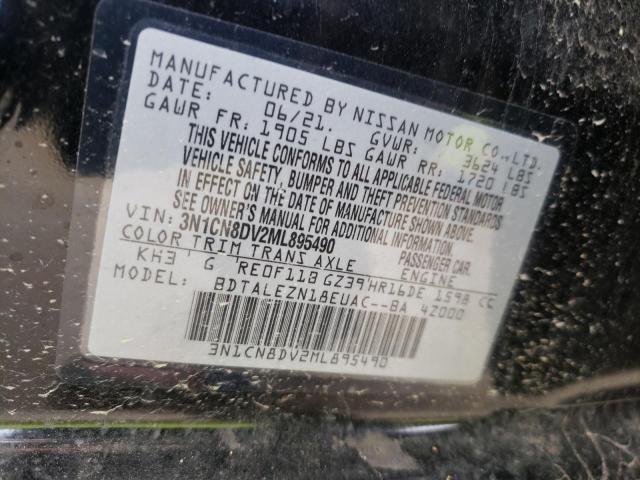 MANUFACTURED BY NISSAN MOTOR CO.,LTD.
DATE: 06/21. GVWR: 3624 LBS
GAWR FR: 1905 LBS GAWR RR: 1720 LBS
THIS VEHICLE CONFORMS TO ALL APPLICABLE FEDERAL MOTOR
VEHICLE SAFETY, BUMPER AND THEFT PREVENTION STANDARDS
IN EFFECT ON THE DATE OF MANUFACTURE SHOWN ABOVE.
SEE OWNER'S MANUAL FOR ADDITIONAL INFORMATION
VIN: 3N1CN8DV2ML895490 PASSENGER CAR.
COLOR TRIM TRANS AXLE ENGINE
KH3 G RE0F11B GZ39 HR16DE 1598 CC
MODEL: BDTALEZN18EUAC--BA 42000
3N1CN8DV2ML895490